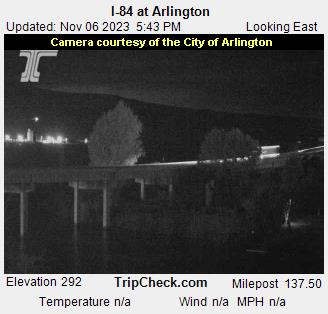 I-84 at Arlington
Updated: Nov 06 2023 5:43 PM Looking East
Camera courtesy of the City of Arlington
Elevation 292 TripCheck.com Milepost 137.50
Temperature n/a Wind n/a MPH n/a